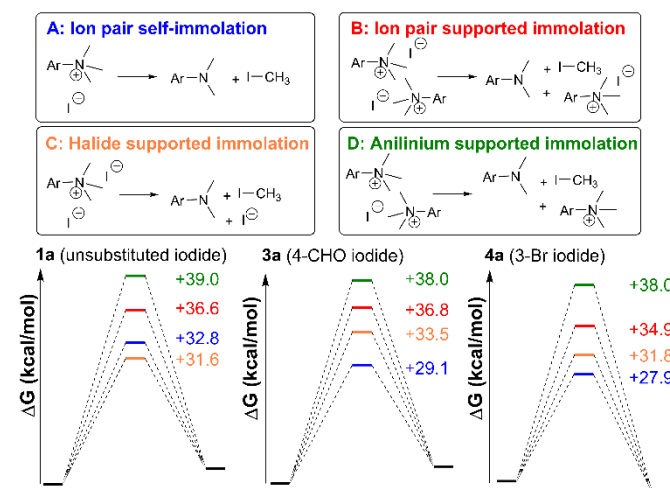 A: Ion pair self-immolation
Ar-N ⊕ I⊖ Ar-N + I-CH3
B: Ion pair supported immolation
Ar-N ⊕ I⊖ I⊖ N-Ar ⊕ Ar-N + I-CH3 + Ar-N ⊕ I⊖
C: Halide supported immolation
Ar-N ⊕ I⊖ I⊖ Ar-N + I-CH3 + I⊖
D: Anilinium supported immolation
Ar-N ⊕ I⊖ N-Ar ⊕ Ar-N + I-CH3 + Ar-N ⊕
1a (unsubstituted iodide)
ΔG (kcal/mol)
+39.0
+36.6
+32.8
+31.6
3a (4-CHO iodide)
ΔG (kcal/mol)
+38.0
+36.8
+33.5
+29.1
4a (3-Br iodide)
ΔG (kcal/mol)
+38.0
+34.9
+31.8
+27.9